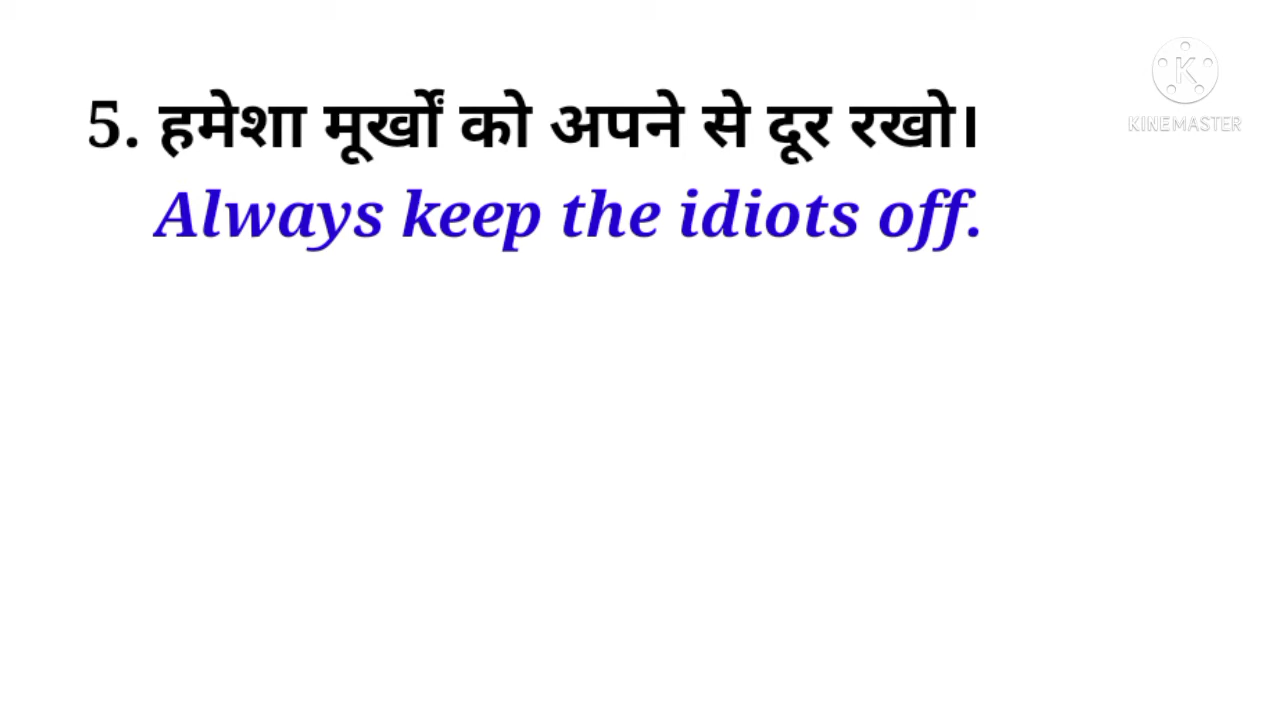 5. हमेशा मूर्खों को अपने से दूर रखो।
Always keep the idiots off.
K
KINEMASTER